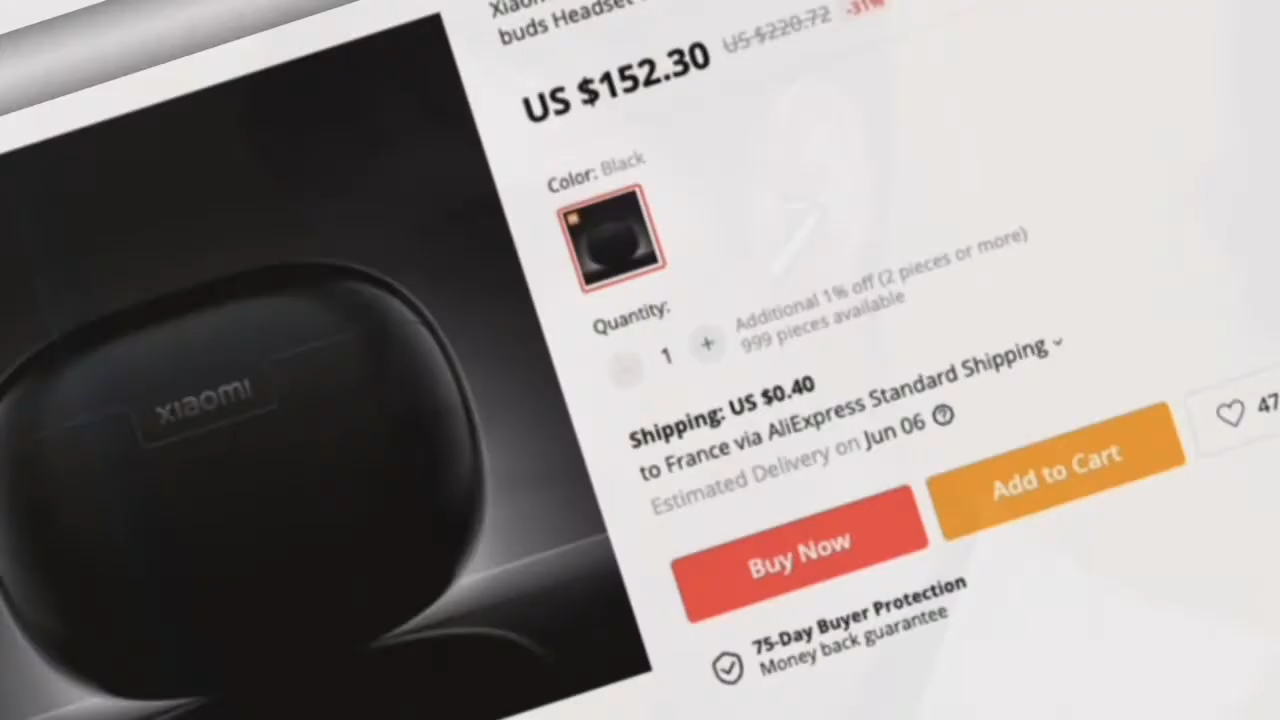 buds Headset
US $152.30 US $220.72 -31%
Color: Black
Quantity:
1
Additional 1% off (2 pieces or more)
999 pieces available
xiaomi
Shipping: US $0.40
to France via AliExpress Standard Shipping
Estimated Delivery on Jun 06
Buy Now
Add to Cart
47
75-Day Buyer Protection
Money back guarantee